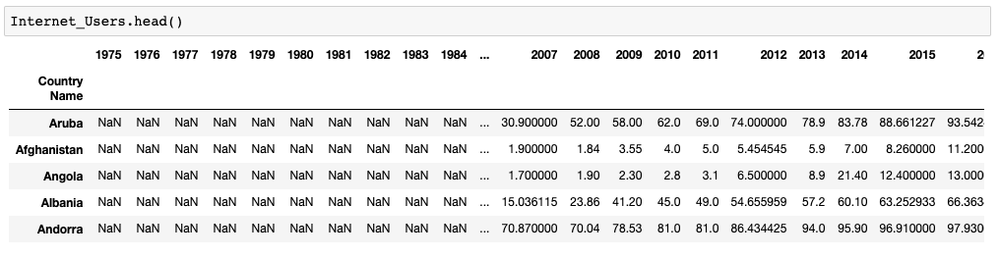 Internet_Users.head()
1975 1976 1977 1978 1979 1980 1981 1982 1983 1984 ... 2007 2008 2009 2010 2011 2012 2013 2014 2015 2
Country
Name
Aruba NaN NaN NaN NaN NaN NaN NaN NaN NaN NaN ... 30.900000 52.00 58.00 62.0 69.0 74.000000 78.9 83.78 88.661227 93.542
Afghanistan NaN NaN NaN NaN NaN NaN NaN NaN NaN NaN ... 1.900000 1.84 3.55 4.0 5.0 5.454545 5.9 7.00 8.260000 11.200
Angola NaN NaN NaN NaN NaN NaN NaN NaN NaN NaN ... 1.700000 1.90 2.30 2.8 3.1 6.500000 8.9 21.40 12.400000 13.000
Albania NaN NaN NaN NaN NaN NaN NaN NaN NaN NaN ... 15.036115 23.86 41.20 45.0 49.0 54.655959 57.2 60.10 63.252933 66.363
Andorra NaN NaN NaN NaN NaN NaN NaN NaN NaN NaN ... 70.870000 70.04 78.53 81.0 81.0 86.434425 94.0 95.90 96.910000 97.930